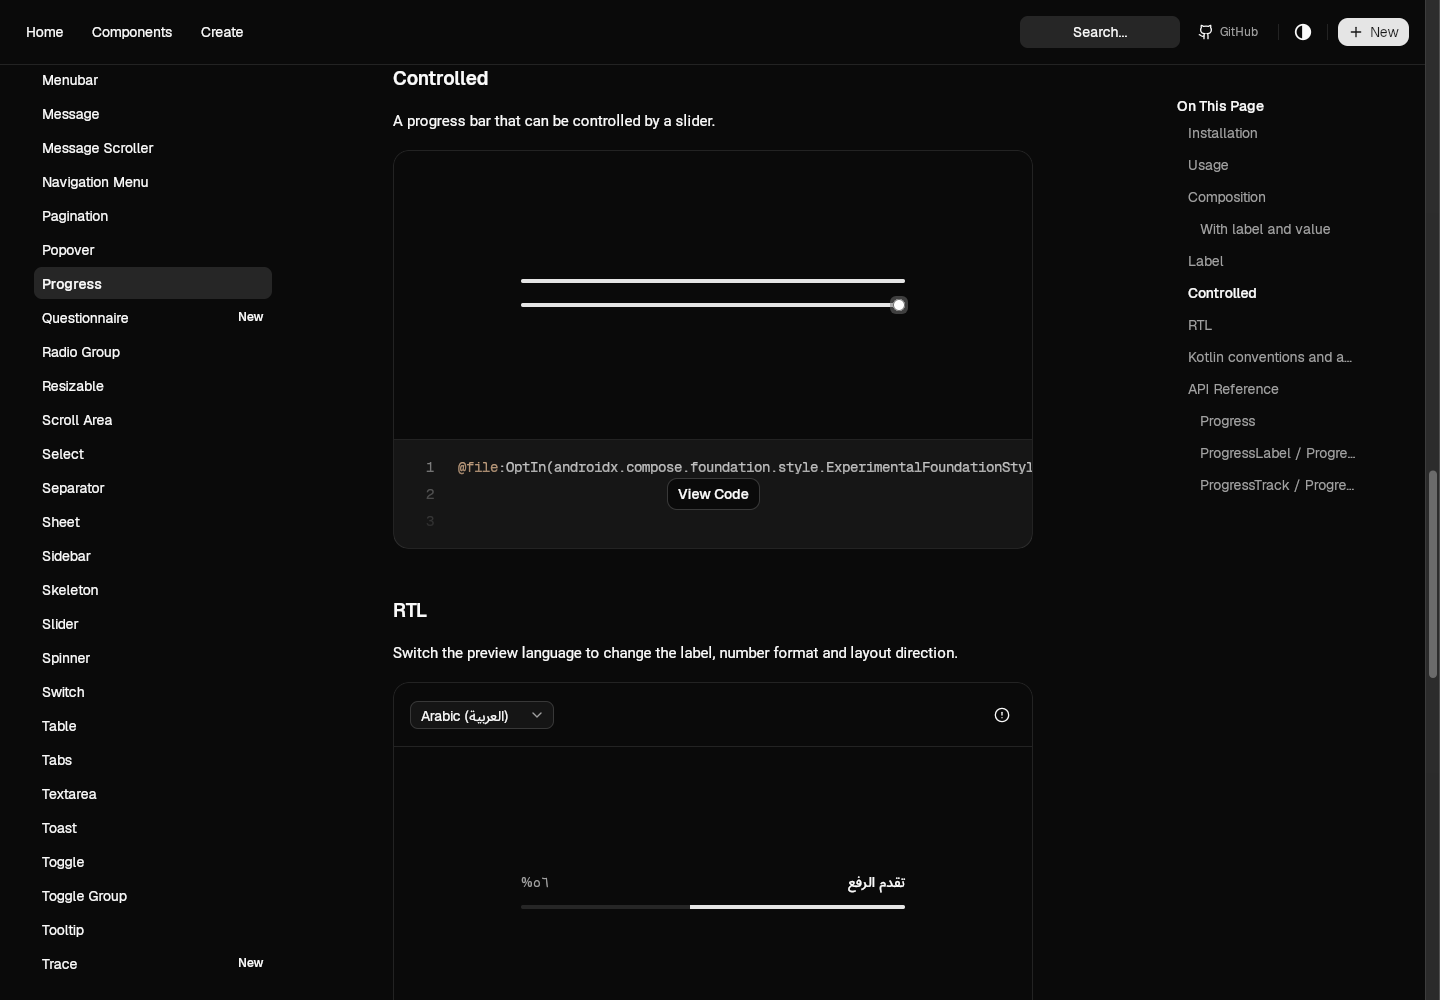 Home
Components
Create
Search...
GitHub
New
Menubar
Message
Message Scroller
Navigation Menu
Pagination
Popover
Progress
Questionnaire New
Radio Group
Resizable
Scroll Area
Select
Separator
Sheet
Sidebar
Skeleton
Slider
Spinner
Switch
Table
Tabs
Textarea
Toast
Toggle
Toggle Group
Tooltip
Trace New
Controlled
A progress bar that can be controlled by a slider.
1 @file:OptIn(androidx.compose.foundation.style.ExperimentalFoundationStyl
2
View Code
3
RTL
Switch the preview language to change the label, number format and layout direction.
Arabic (العربية)
تقدم الرفع
%٥٦
On This Page
Installation
Usage
Composition
With label and value
Label
Controlled
RTL
Kotlin conventions and a...
API Reference
Progress
ProgressLabel / Progre...
ProgressTrack / Progre...